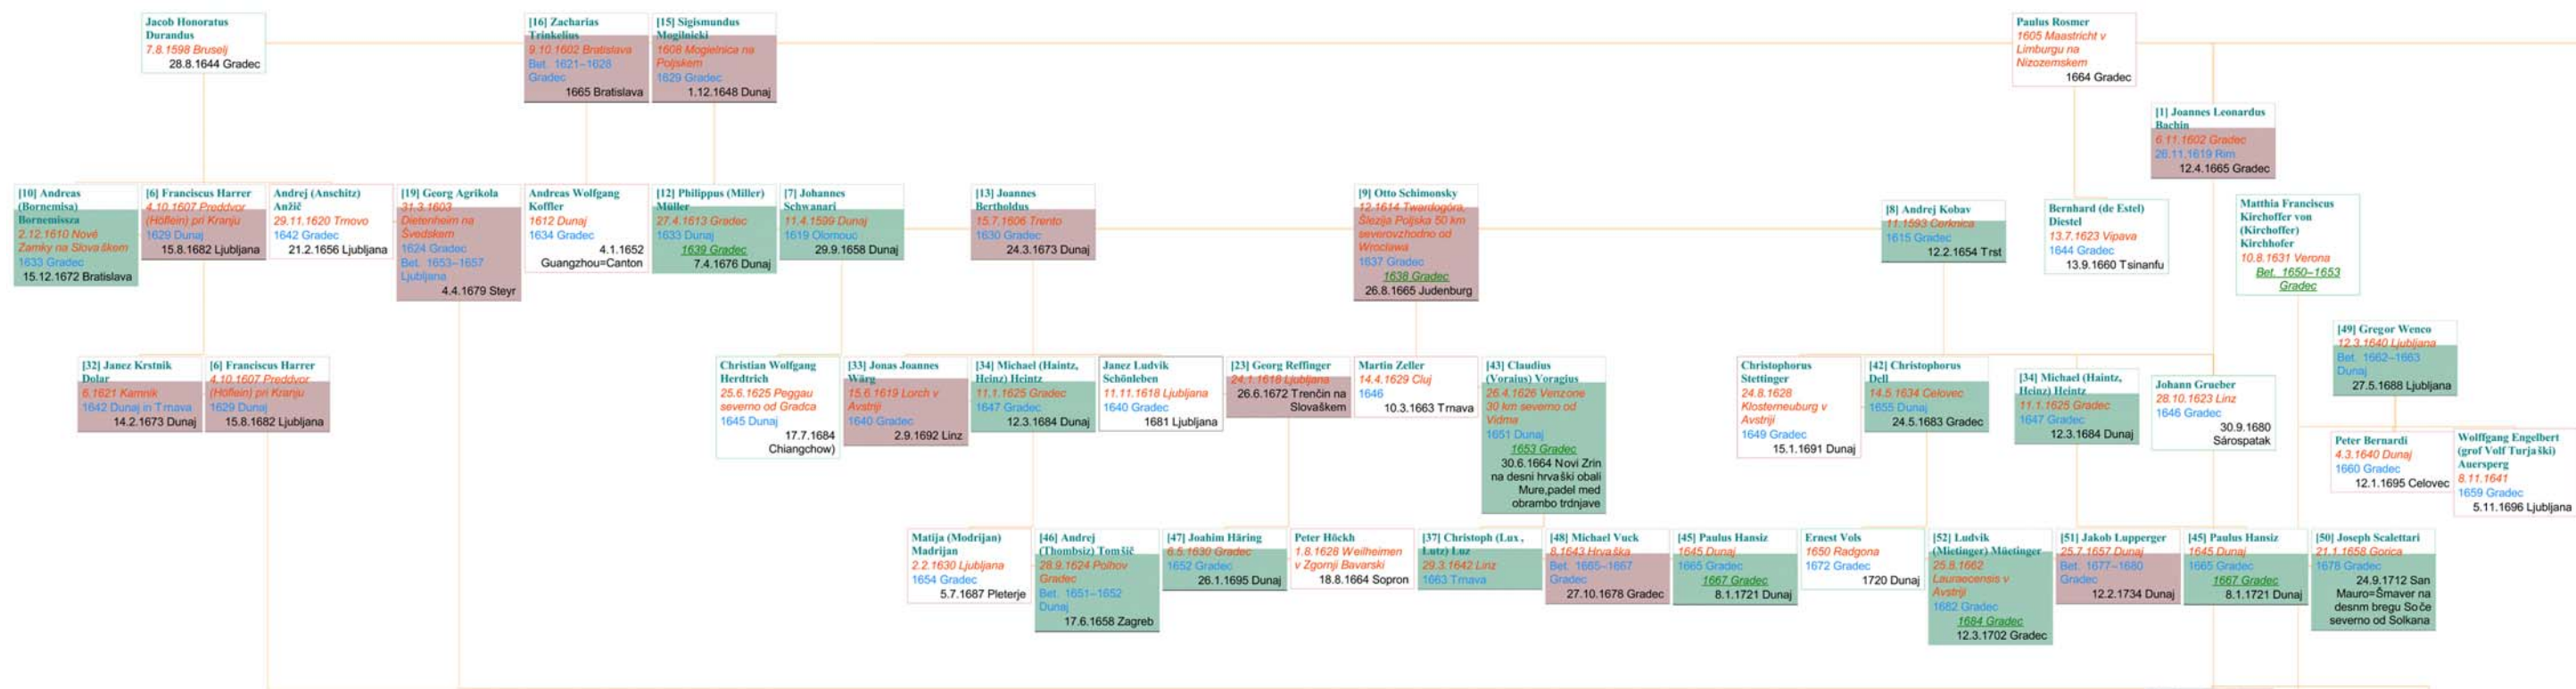 Jacob Honoratus
Durandus
7.8.1598 Bruselj
28.8.1644 Gradec
[16] Zacharias
Trinkelius
9.10.1602 Bratislava
Bet. 1621–1628
Gradec
1665 Bratislava
[15] Sigismundus
Mogilnicki
1608 Mogielnica na
Poljskem
1629 Gradec
1.12.1648 Dunaj
Paulus Rosmer
1605 Maastricht v
Limburgu na
Nizozemskem
1664 Gradec
[1] Joannes Leonardus
Bachin
6.11.1602 Gradec
26.11.1619 Rim
12.4.1665 Gradec
[10] Andreas
(Bornemisa)
Bornemissza
2.12.1610 Nové
Zamky na Slovaškem
1633 Gradec
15.12.1672 Bratislava
[6] Franciscus Harrer
4.10.1607 Preddvor
(Höflein) pri Kranju
1629 Dunaj
15.8.1682 Ljubljana
Andrej (Anschitz)
Anžič
29.11.1620 Trnovo
1642 Gradec
21.2.1656 Ljubljana
[19] Georg Agrikola
31.3.1603
Dietenheim na
Švedskem
1624 Gradec
Bet. 1653–1657
Ljubljana
4.4.1679 Steyr
Andreas Wolfgang
Koffler
1612 Dunaj
1634 Gradec
4.1.1652
Guangzhou=Canton
[12] Philippus (Miller)
Müller
27.4.1613 Gradec
1633 Dunaj
1639 Gradec
7.4.1676 Dunaj
[7] Johannes
Schwanari
11.4.1599 Dunaj
1619 Olomouc
29.9.1658 Dunaj
[13] Joannes
Bertholdus
15.7.1606 Trento
1630 Gradec
24.3.1673 Dunaj
[9] Otto Schimonsky
12.1614 Twardogóra,
Šlezija Poljska 50 km
severovzhodno od
Wroclawa
1637 Gradec
1638 Gradec
26.8.1665 Judenburg
[8] Andrej Kobav
11.1593 Cerknica
1615 Gradec
12.2.1654 Trst
Bernhard (de Estel)
Diestel
13.7.1623 Vipava
1644 Gradec
13.9.1660 Tsinanfu
Matthia Franciscus
Kirchoffer von
(Kirchoffer)
Kirchhofer
10.8.1631 Verona
Bet. 1650–1653
Gradec
[49] Gregor Wenco
12.3.1640 Ljubljana
Bet. 1662–1663
Dunaj
27.5.1688 Ljubljana
[32] Janez Krstnik
Dolar
6.1621 Kamnik
1642 Dunaj in Trnava
14.2.1673 Dunaj
[6] Franciscus Harrer
4.10.1607 Preddvor
(Höflein) pri Kranju
1629 Dunaj
15.8.1682 Ljubljana
Christian Wolfgang
Herdtrich
25.6.1625 Peggau
severno od Gradca
1645 Dunaj
17.7.1684
Chiangchow)
[33] Jonas Joannes
Wärg
15.6.1619 Lorch v
Avstriji
1640 Gradec
2.9.1692 Linz
[34] Michael (Haintz,
Heinz) Heintz
11.1.1625 Gradec
1647 Gradec
12.3.1684 Dunaj
Janez Ludvik
Schönleben
11.11.1618 Ljubljana
1640 Gradec
1681 Ljubljana
[23] Georg Reffinger
24.1.1618 Ljubljana
26.6.1672 Trenčin na
Slovaškem
Martin Zeller
14.4.1629 Cluj
1646
10.3.1663 Trnava
[43] Claudius
(Voraius) Voragius
26.4.1626 Venzone
30 km severno od
Vidma
1651 Dunaj
1653 Gradec
30.6.1664 Novi Zrin
na desni hrvaški obali
Mure,padel med
obrambo trdnjave
Christophorus
Stettinger
24.8.1628
Klosterneuburg v
Avstriji
1649 Gradec
15.1.1691 Dunaj
[42] Christophorus
Dell
14.5.1634 Celovec
1655 Dunaj
24.5.1683 Gradec
[34] Michael (Haintz,
Heinz) Heintz
11.1.1625 Gradec
1647 Gradec
12.3.1684 Dunaj
Johann Grueber
28.10.1623 Linz
1646 Gradec
30.9.1680
Sárospatak
Peter Bernardi
4.3.1640 Dunaj
1660 Gradec
12.1.1695 Celovec
Wolffgang Engelbert
(grof Volf Turjaški)
Auersperg
8.11.1641
1659 Gradec
5.11.1696 Ljubljana
Matija (Modrijan)
Madrijan
2.2.1630 Ljubljana
1654 Gradec
5.7.1687 Pleterje
[46] Andrej
(Thombsiz) Tomšič
28.9.1624 Polhov
Gradec
Bet. 1651–1652
Dunaj
17.6.1658 Zagreb
[47] Joahim Häring
6.5.1630 Gradec
1652 Gradec
26.1.1695 Dunaj
Peter Höckh
1.8.1628 Weilheimen
v Zgornji Bavarski
18.8.1664 Sopron
[37] Christoph (Lux ,
Lutz) Luz
29.3.1642 Linz
1663 Trnava
[48] Michael Vuck
8.1643 Hrvaška
Bet. 1665–1667
Gradec
27.10.1678 Gradec
[45] Paulus Hansiz
1645 Dunaj
1665 Gradec
1667 Gradec
8.1.1721 Dunaj
Ernest Vols
1650 Radgona
1672 Gradec
1720 Dunaj
[52] Ludvik
(Mictinger) Müctinger
25.8.1662
Lauraecensis v
Avstriji
1682 Gradec
1684 Gradec
12.3.1702 Gradec
[51] Jakob Lupperger
25.7.1657 Dunaj
Bet. 1677–1680
Gradec
12.2.1734 Dunaj
[45] Paulus Hansiz
1645 Dunaj
1665 Gradec
1667 Gradec
8.1.1721 Dunaj
[50] Joseph Scalettari
21.1.1658 Gorica
1678 Gradec
24.9.1712 San
Mauro=Šmaver na
desnm bregu Soče
severno od Solkana